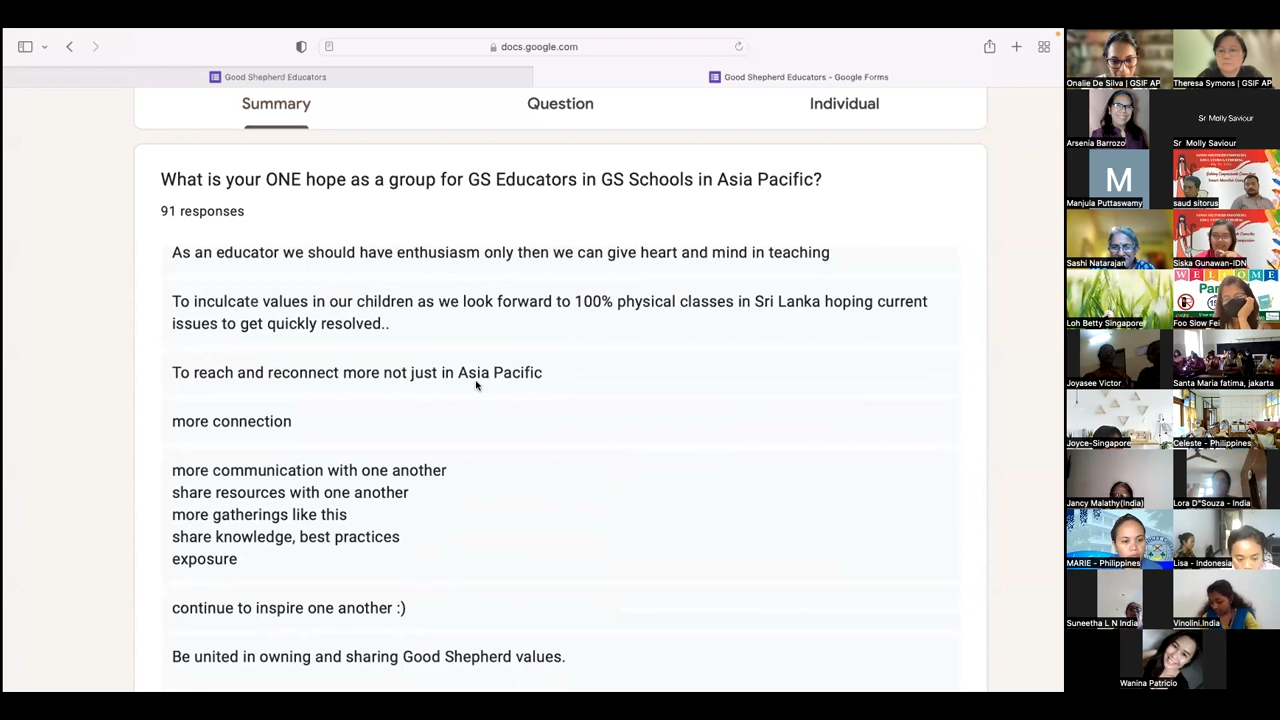 docs.google.com
Good Shepherd Educators
Good Shepherd Educators - Google Forms
Summary
Question
Individual
What is your ONE hope as a group for GS Educators in GS Schools in Asia Pacific?
91 responses
As an educator we should have enthusiasm only then we can give heart and mind in teaching
To inculcate values in our children as we look forward to 100% physical classes in Sri Lanka hoping current
issues to get quickly resolved..
To reach and reconnect more not just in Asia Pacific
more connection
more communication with one another
share resources with one another
more gatherings like this
share knowledge, best practices
exposure
continue to inspire one another :)
Be united in owning and sharing Good Shepherd values.
Onalie De Silva | GSIF AP
Theresa Symons | GSIF AP
Arsenia Barrozo
Sr Molly Saviour
Sr Molly Saviour
M
Manjula Puttaswamy
saud sitorus
Sashi Natarajan
Siska Gunawan-IDN
WELCOME
Loh Betty Singapore
Foo Siow Fei
Joyasee Victor
Santa Maria fatima, jakarta
Joyce-Singapore
Celeste - Philippines
Jancy Malathy(India)
Lora D"Souza - India
MARIE - Philippines
Lisa - Indonesia
Suneetha L N India
Vinolini.India
Wanina Patricio